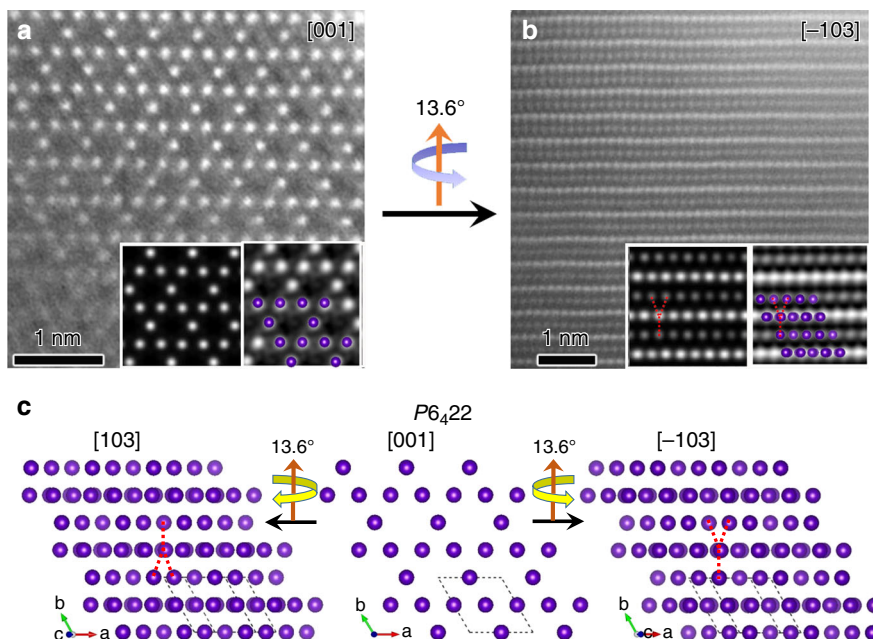 a
[001]
1 nm
13.6°
b
[–103]
1 nm
c
P6₄22
[103]
13.6°
[001]
13.6°
[–103]
b
c
a
b
a
b
c
a